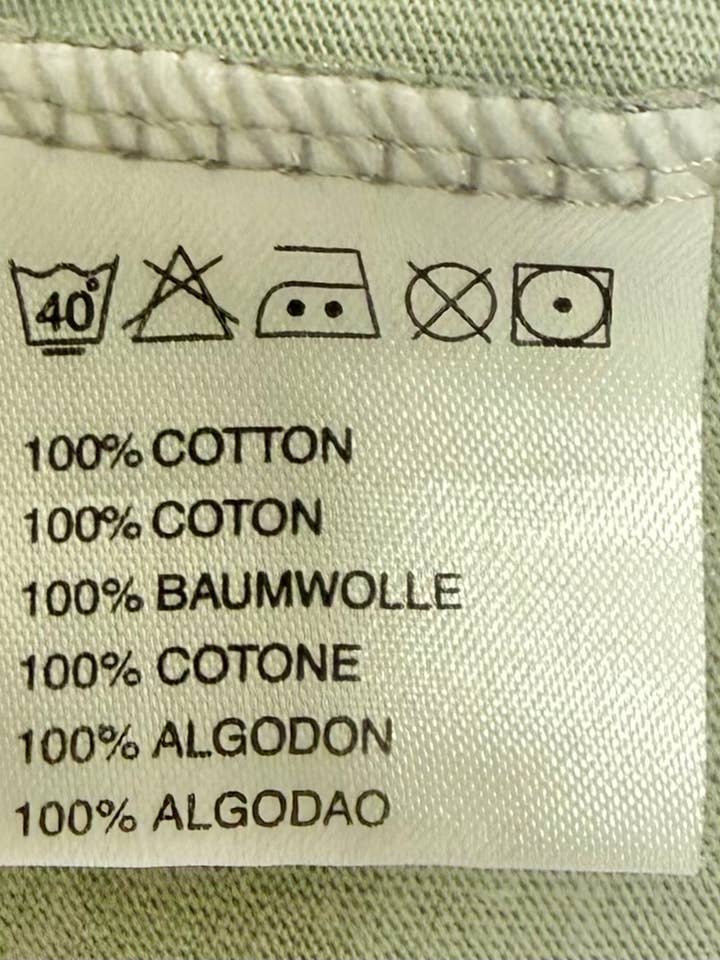 40°
100% COTTON
100% COTON
100% BAUMWOLLE
100% COTONE
100% ALGODON
100% ALGODAO